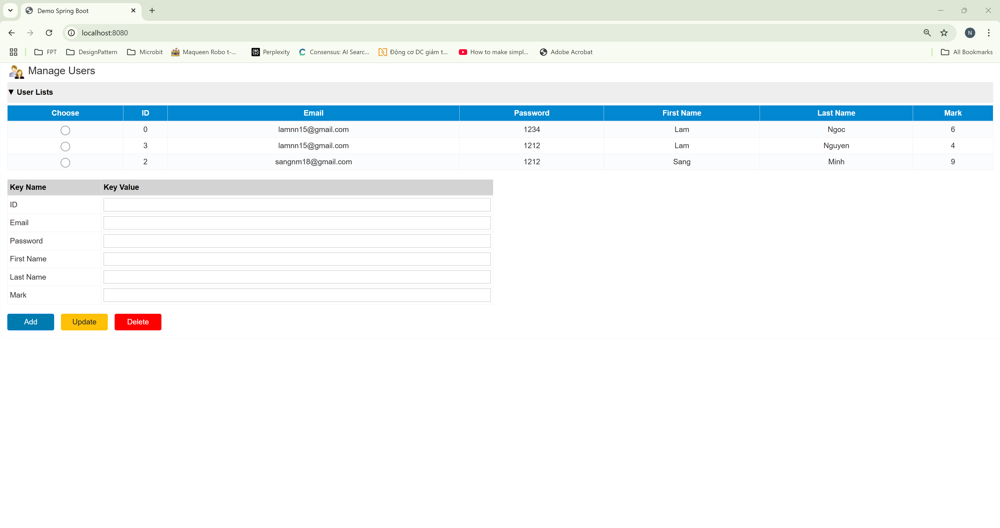 Demo Spring Boot
localhost:8080
N
FPT DesignPattern Microbit Maqueen Robo t-... Perplexity Consensus: AI Searc... Động cơ DC giảm t... How to make simpl... Adobe Acrobat All Bookmarks
Manage Users
▼ User Lists
Choose ID Email Password First Name Last Name Mark
0 lamnn15@gmail.com 1234 Lam Ngoc 6
3 lamnn15@gmail.com 1212 Lam Nguyen 4
2 sangnm18@gmail.com 1212 Sang Minh 9
Key Name Key Value
ID
Email
Password
First Name
Last Name
Mark
Add Update Delete